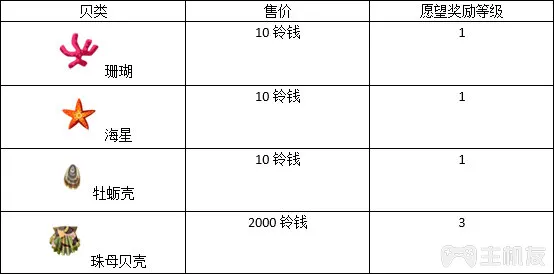 贝类 售价 愿望奖励等级
珊瑚 10 铃钱 1
海星 10 铃钱 1
牡蛎壳 10 铃钱 1
珠母贝壳 2000 铃钱 3
主机友